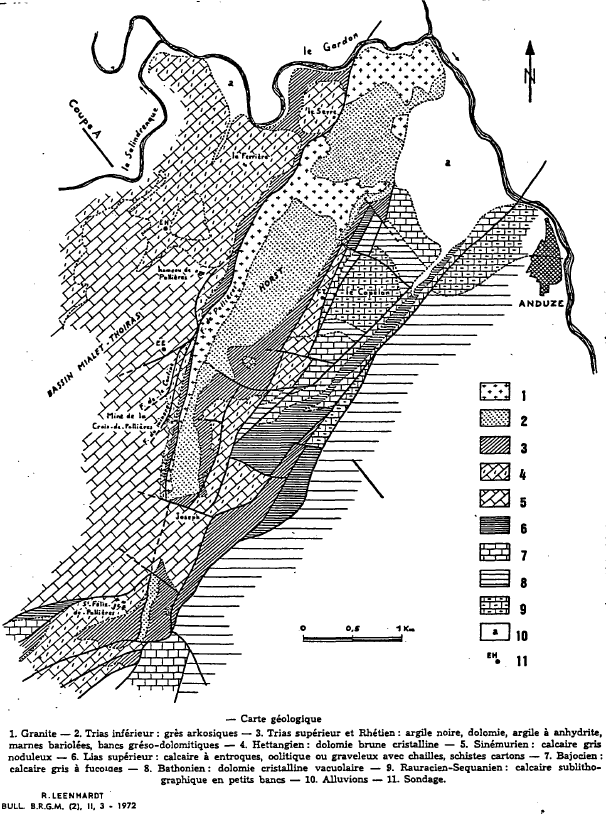 le Gardon
N
Coupe A
la Salindrenque
a
le Serre
la Ferrière
a
EH
hameau de
Pallières
HORST
le Capelan
ANDUZE
BASSIN MIALET-THOIRAS
Mine de la
Croix-de-Pallières
Joseph
St Félix-
de-Pallières
1
2
3
4
5
6
7
8
9
a 10
EH 11
0 0,5 1 Km
— Carte géologique
1. Granite — 2. Trias inférieur : grès arkosiques — 3. Trias supérieur et Rhétien : argile noire, dolomie, argile à anhydrite,
marnes bariolées, bancs gréso-dolomitiques — 4. Hettangien : dolomie brune cristalline — 5. Sinémurien : calcaire gris
noduleux — 6. Lias supérieur : calcaire à entroques, oolitique ou graveleux avec chailles, schistes cartons — 7. Bajocien :
calcaire gris à fucoïdes — 8. Bathonien : dolomie cristalline vacuolaire — 9. Rauracien-Sequanien : calcaire sublitho-
graphique en petits bancs — 10. Alluvions — 11. Sondage.
R. LEENHARDT
BULL. B.R.G.M. (2), II, 3 - 1972